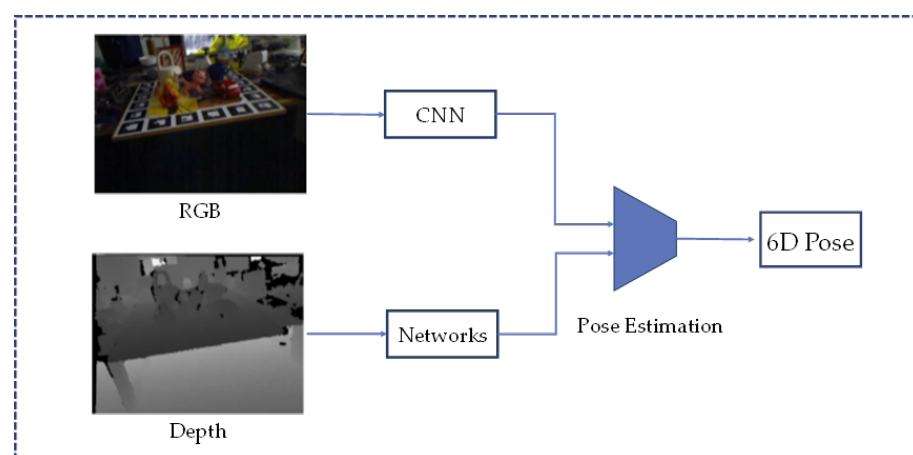 RGB
CNN
6D Pose
Pose Estimation
Networks
Depth